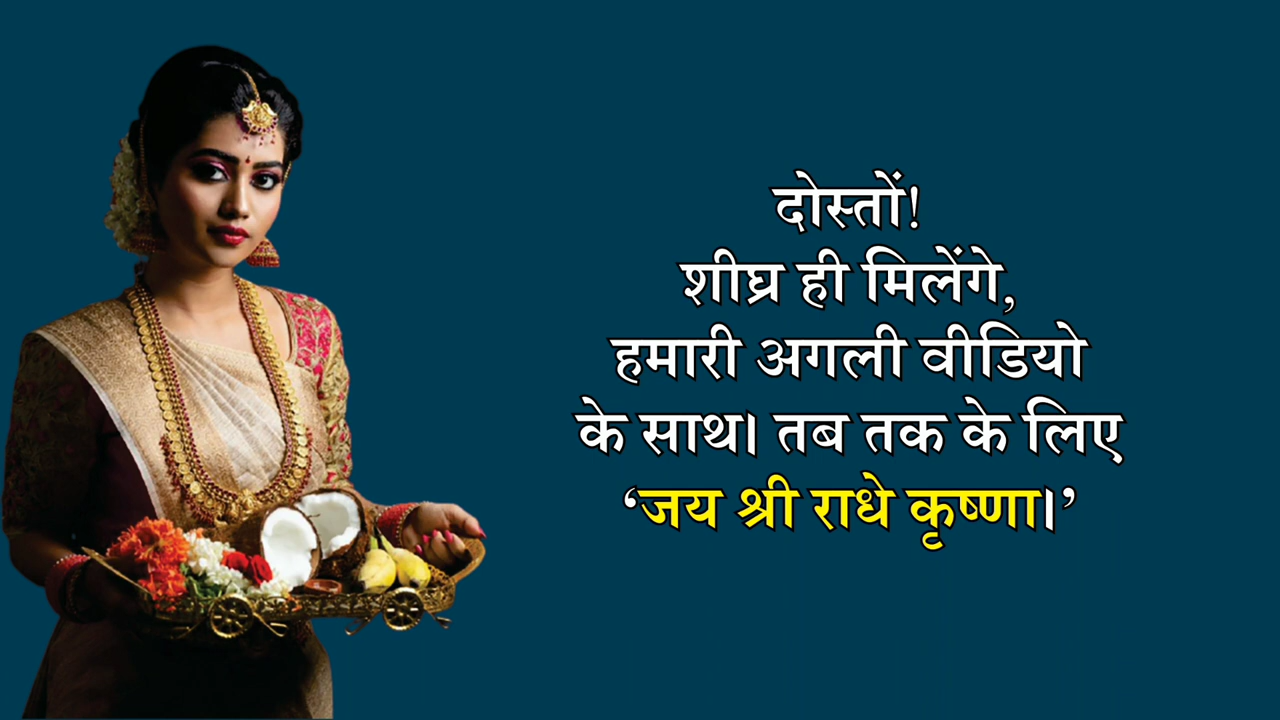 दोस्तों!
शीघ्र ही मिलेंगे,
हमारी अगली वीडियो
के साथ। तब तक के लिए
‘जय श्री राधे कृष्णा।’